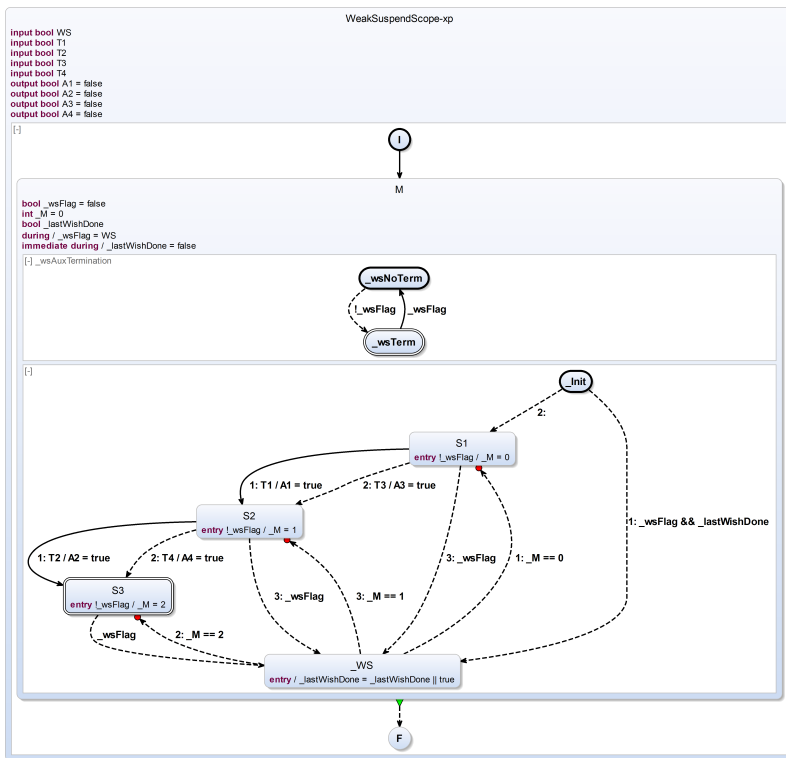 WeakSuspendScope-xp
input bool WS
input bool T1
input bool T2
input bool T3
input bool T4
output bool A1 = false
output bool A2 = false
output bool A3 = false
output bool A4 = false
[-]
I
M
bool _wsFlag = false
int _M = 0
bool _lastWishDone
during / _wsFlag = WS
immediate during / _lastWishDone = false
[-] _wsAuxTermination
_wsNoTerm
!_wsFlag
_wsFlag
_wsTerm
[-]
_Init
2:
S1
entry !_wsFlag / _M = 0
1: T1 / A1 = true
2: T3 / A3 = true
S2
entry !_wsFlag / _M = 1
1: _wsFlag && _lastWishDone
1: T2 / A2 = true
2: T4 / A4 = true
3: _wsFlag
1: _M == 0
S3
entry !_wsFlag / _M = 2
3: _wsFlag
3: _M == 1
_wsFlag
2: _M == 2
_WS
entry / _lastWishDone = _lastWishDone || true
F